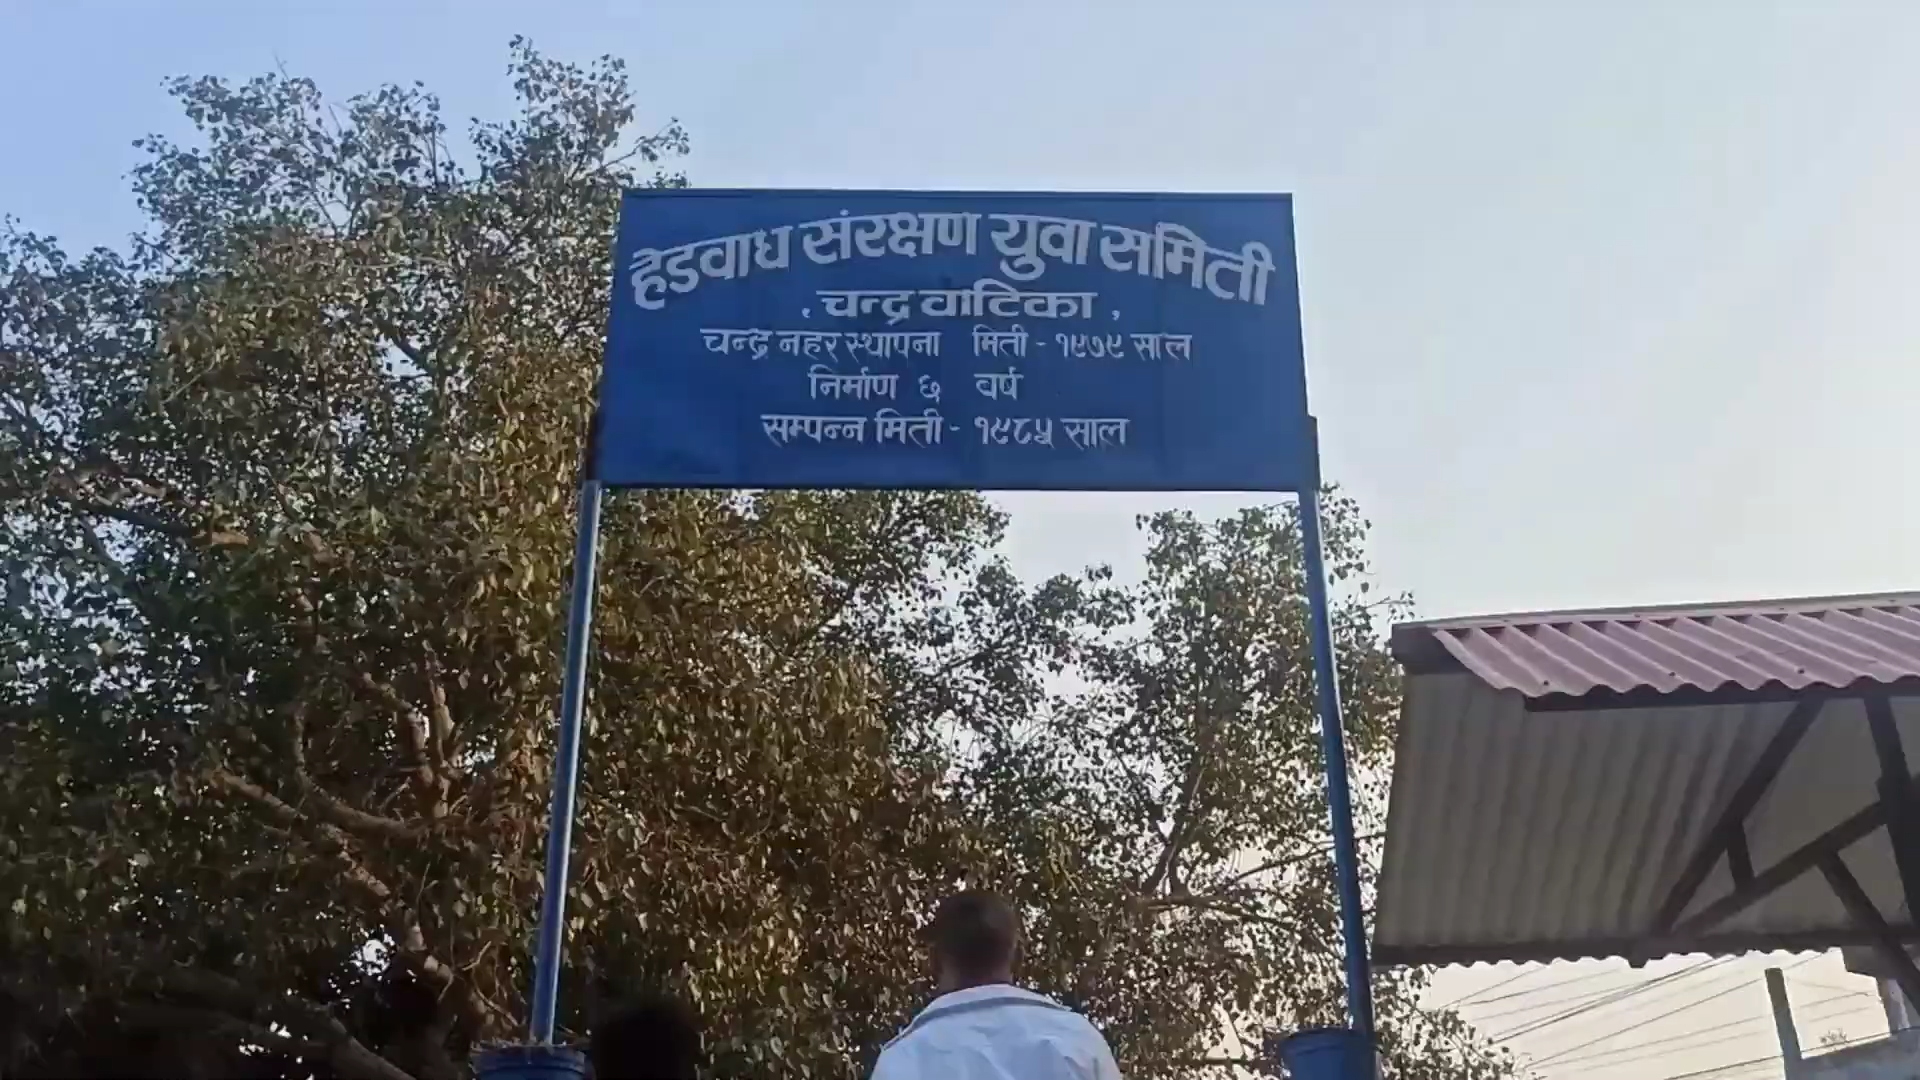 हेडवाध संरक्षण युवा समिती
‘ चन्द्र वाटिका ’
चन्द्र नहर स्थापना मिती - १९७९ साल
निर्माण ६ वर्ष
सम्पन्न मिती - १९८५ साल